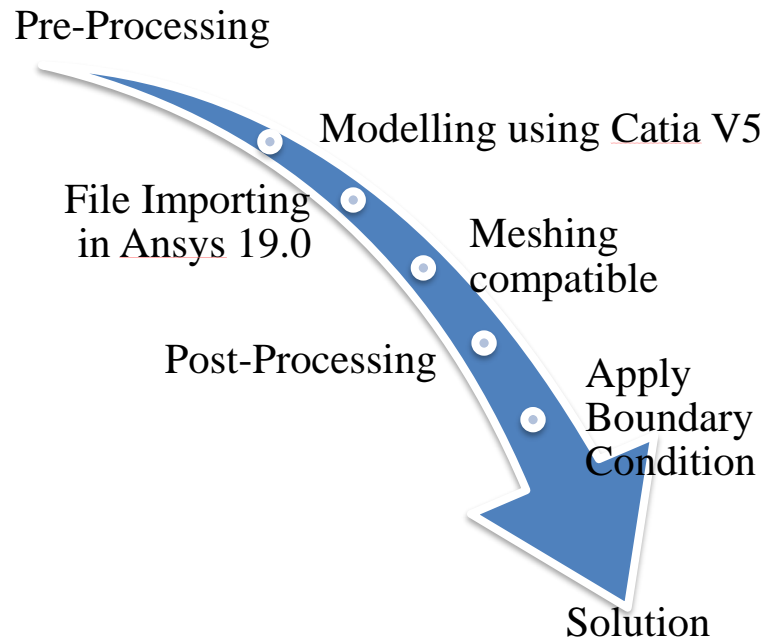 Pre-Processing
Modelling using Catia V5
File Importing
in Ansys 19.0
Meshing
compatible
Post-Processing
Apply
Boundary
Condition
Solution